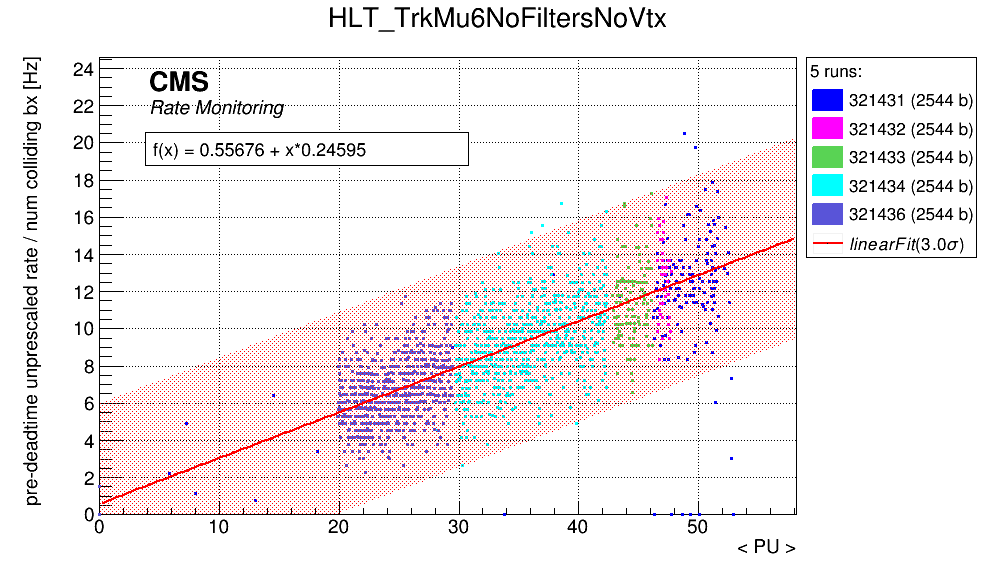 HLT_TrkMu6NoFiltersNoVtx
pre-deadtime unprescaled rate / num colliding bx [Hz]
24
22
20
18
16
14
12
10
8
6
4
2
0
CMS
Rate Monitoring
f(x) = 0.55676 + x*0.24595
0 10 20 30 40 50
< PU >
5 runs:
321431 (2544 b)
321432 (2544 b)
321433 (2544 b)
321434 (2544 b)
321436 (2544 b)
linearFit(3.0σ)